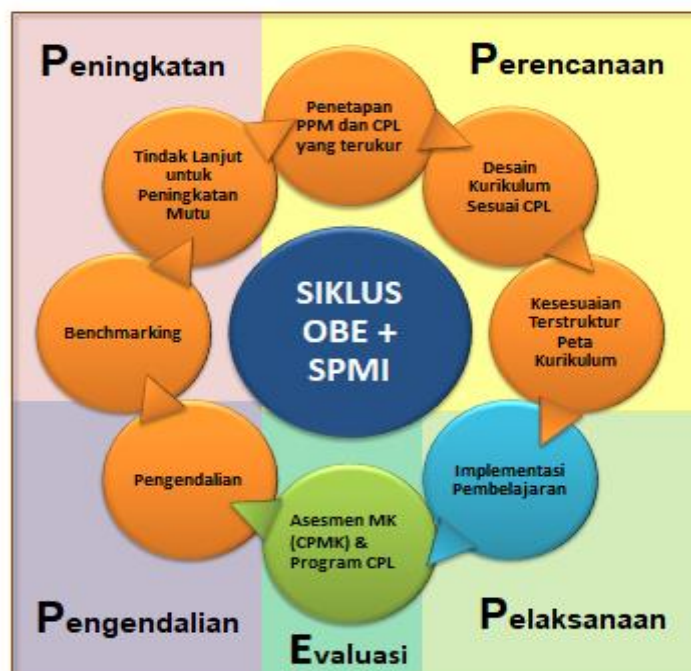 Peningkatan
Perencanaan
Penetapan
PPM dan CPL
yang terukur
Tindak Lanjut
untuk
Peningkatan
Mutu
Desain
Kurikulum
Sesuai CPL
SIKLUS
OBE +
SPMI
Benchmarking
Kesesuaian
Terstruktur
Peta
Kurikulum
Pengendalian
Implementasi
Pembelajaran
Asesmen MK
(CPMK) &
Program CPL
Pengendalian
Evaluasi
Pelaksanaan